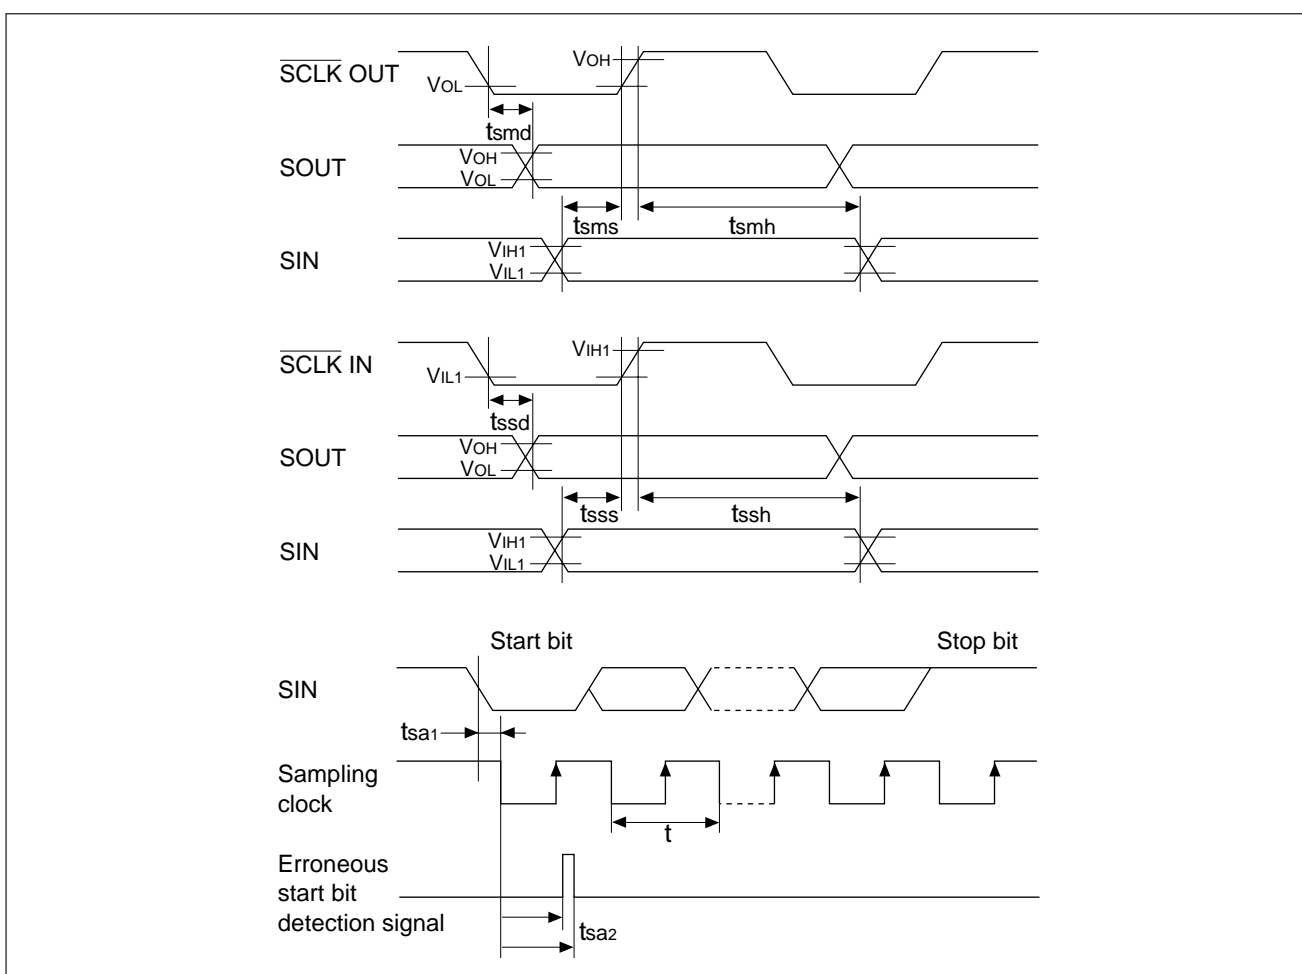 SCLK OUT
VOH
VOL
tsmd
SOUT
VOH
VOL
tsms
tsmh
SIN
VIH1
VIL1
SCLK IN
VIH1
VIL1
tssd
SOUT
VOH
VOL
tsss
tssh
SIN
VIH1
VIL1
Start bit
Stop bit
SIN
tsa1
Sampling
clock
t
Erroneous
start bit
detection signal
tsa2